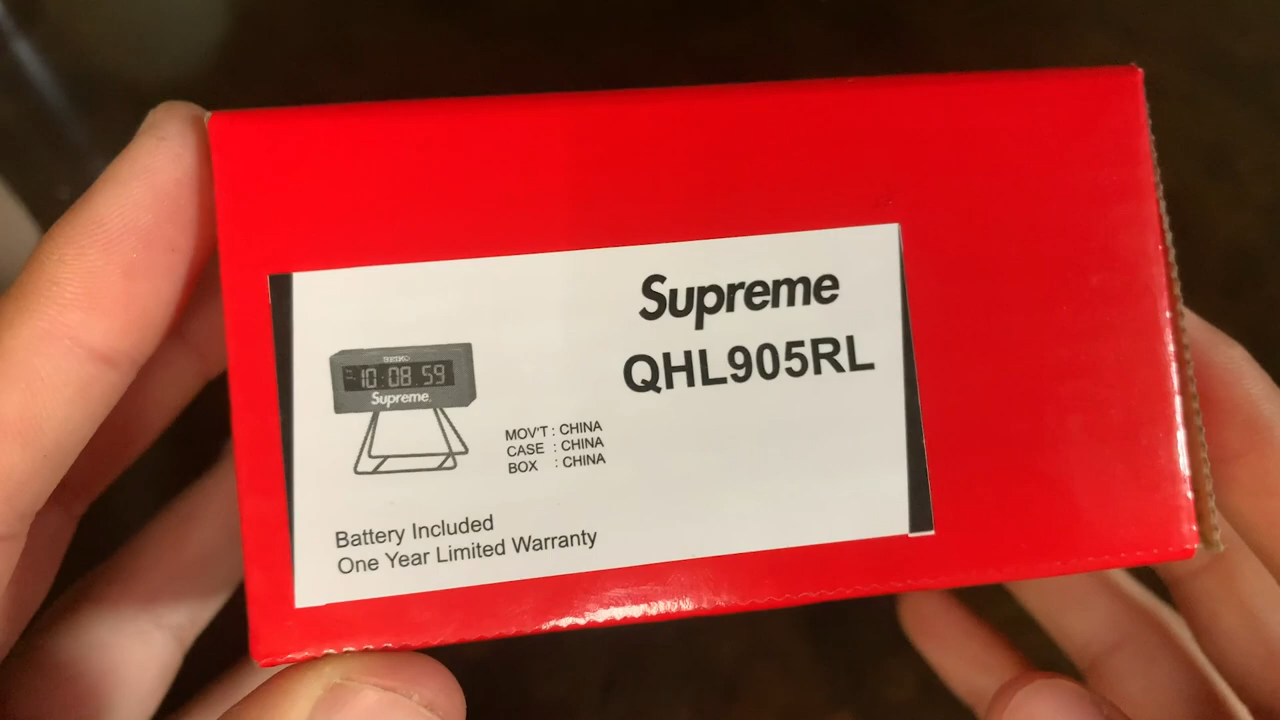 Supreme
QHL905RL
SEIKO
10:08 59
Supreme
MOV'T : CHINA
CASE : CHINA
BOX : CHINA
Battery Included
One Year Limited Warranty